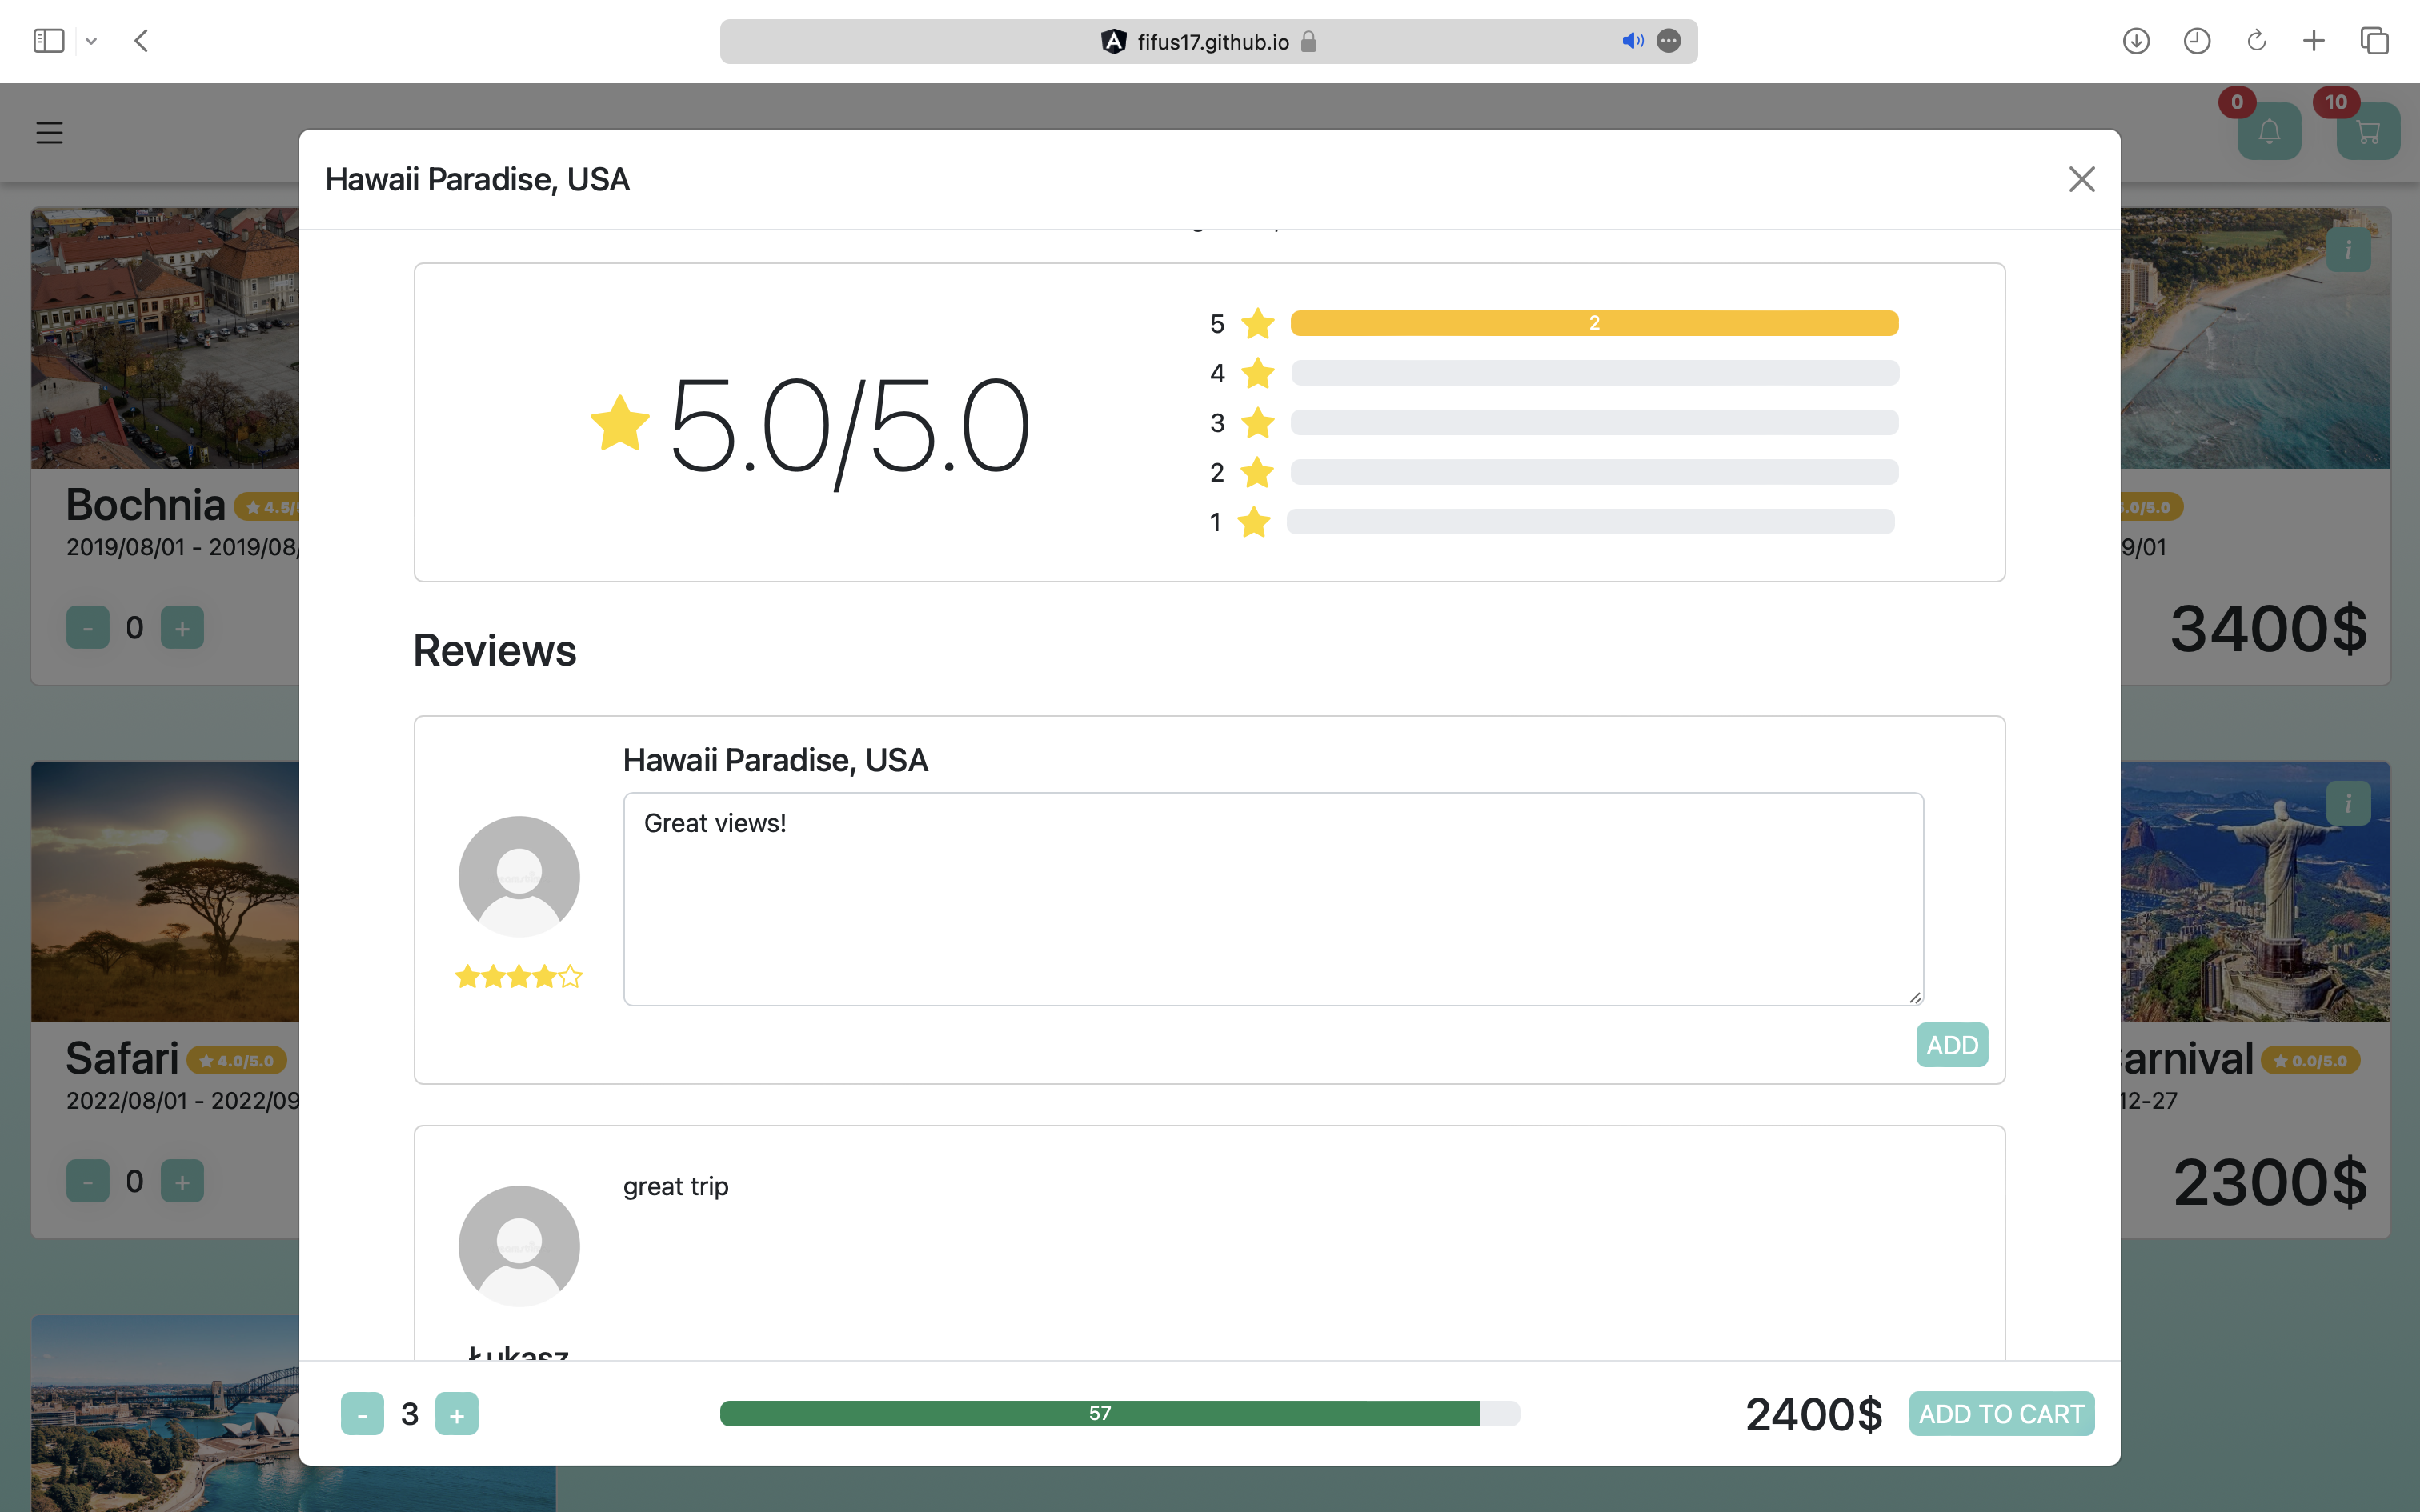 fifus17.github.io
0
10
Hawaii Paradise, USA
5.0/5.0
5
2
4
3
2
1
Reviews
Hawaii Paradise, USA
Great views!
ADD
great trip
Łukasz
- 3 +
57
2400$
ADD TO CART
Bochnia
4.5/
2019/08/01 - 2019/08/
- 0 +
.0/5.0
9/01
3400$
i
Safari
4.0/5.0
2022/08/01 - 2022/09
- 0 +
i
arnival
0.0/5.0
12-27
2300$